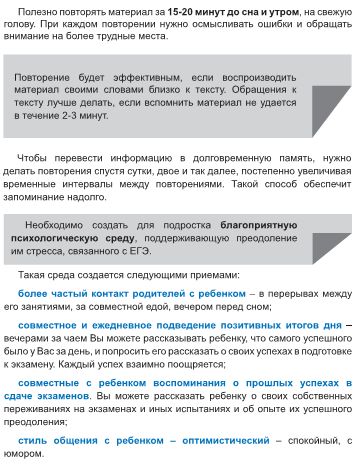 Полезно повторять материал за 15-20 минут до сна и утром, на свежую
голову. При каждом повторении нужно осмысливать ошибки и обращать
внимание на более трудные места.
Повторение будет эффективным, если воспроизводить
материал своими словами близко к тексту. Обращения к
тексту лучше делать, если вспомнить материал не удается
в течение 2-3 минут.
Чтобы перевести информацию в долговременную память, нужно
делать повторения спустя сутки, двое и так далее, постепенно увеличивая
временные интервалы между повторениями. Такой способ обеспечит
запоминание надолго.
Необходимо создать для подростка благоприятную
психологическую среду, поддерживающую преодоление
им стресса, связанного с ЕГЭ.
Такая среда создается следующими приемами:
более частый контакт родителей с ребенком – в перерывах между
его занятиями, за совместной едой, вечером перед сном;
совместное и ежедневное подведение позитивных итогов дня –
вечерами за чаем Вы можете рассказывать ребенку, что самого успешного
было у Вас за день, и попросить его рассказать о своих успехах в подготовке
к экзамену. Каждый успех взаимно поощряется;
совместные с ребенком воспоминания о прошлых успехах в
сдаче экзаменов. Вы можете рассказать ребенку о своих собственных
переживаниях на экзаменах и иных испытаниях и об опыте их успешного
преодоления;
стиль общения с ребенком – оптимистический – спокойный, с
юмором.